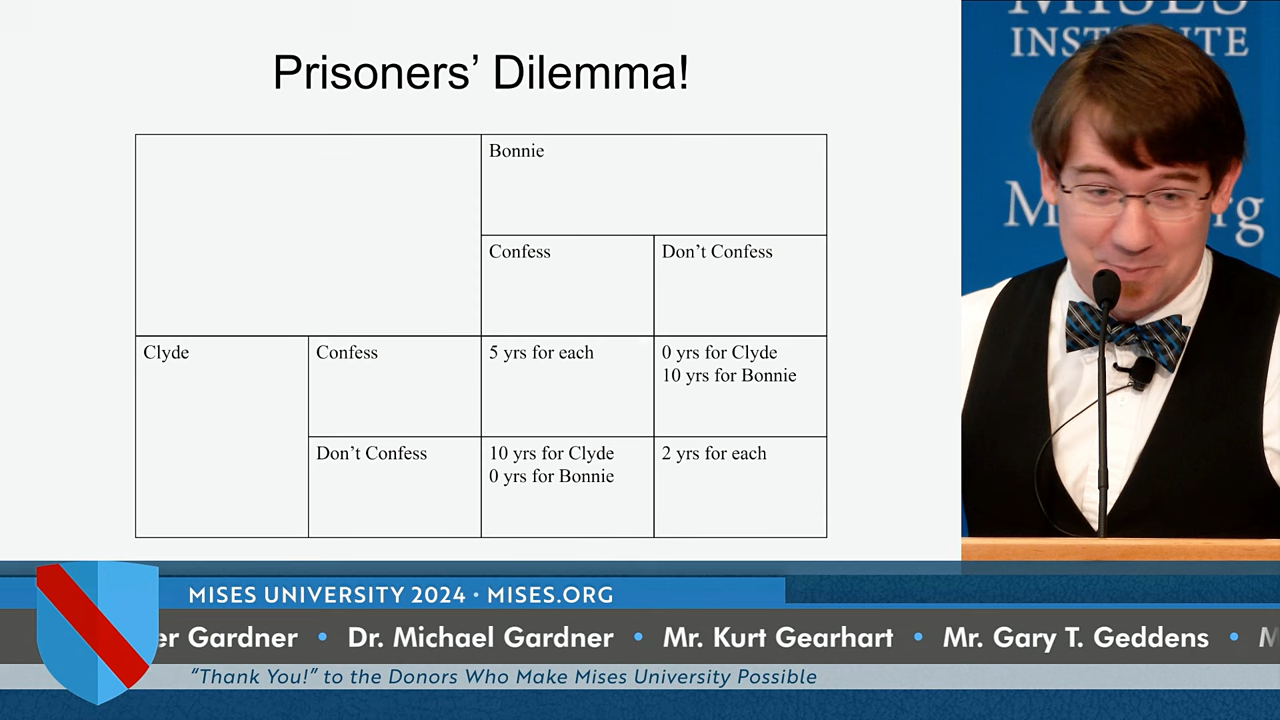 Prisoners’ Dilemma!
Bonnie
Confess
Don’t Confess
Clyde
Confess
5 yrs for each
0 yrs for Clyde
10 yrs for Bonnie
Don’t Confess
10 yrs for Clyde
0 yrs for Bonnie
2 yrs for each
MISES
INSTITUTE
MISES UNIVERSITY 2024 • MISES.ORG
Gardner • Dr. Michael Gardner • Mr. Kurt Gearhart • Mr. Gary T. Geddens •
“Thank You!” to the Donors Who Make Mises University Possible